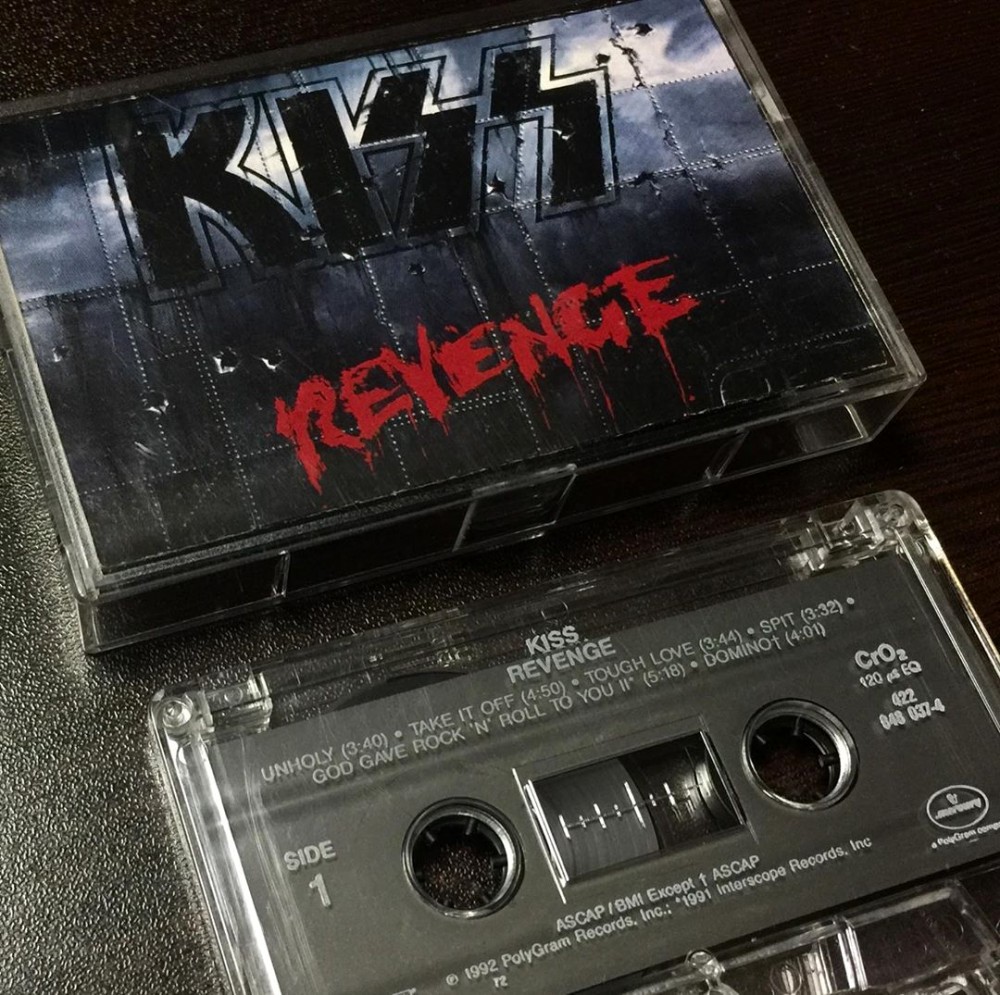 KISS
REVENGE
KISS
REVENGE
UNHOLY (3:40) • TAKE IT OFF (4:50) • TOUGH LOVE (3:44) • SPIT (3:32) •
GOD GAVE ROCK 'N' ROLL TO YOU II* (5:18) • DOMINO† (4:01)
CrO₂
120 µs EQ
422
848 037-4
SIDE
1
mercury
a PolyGram
ASCAP/BMI Except † ASCAP
℗ 1992 PolyGram Records, Inc.; *1991 Interscope Records, Inc